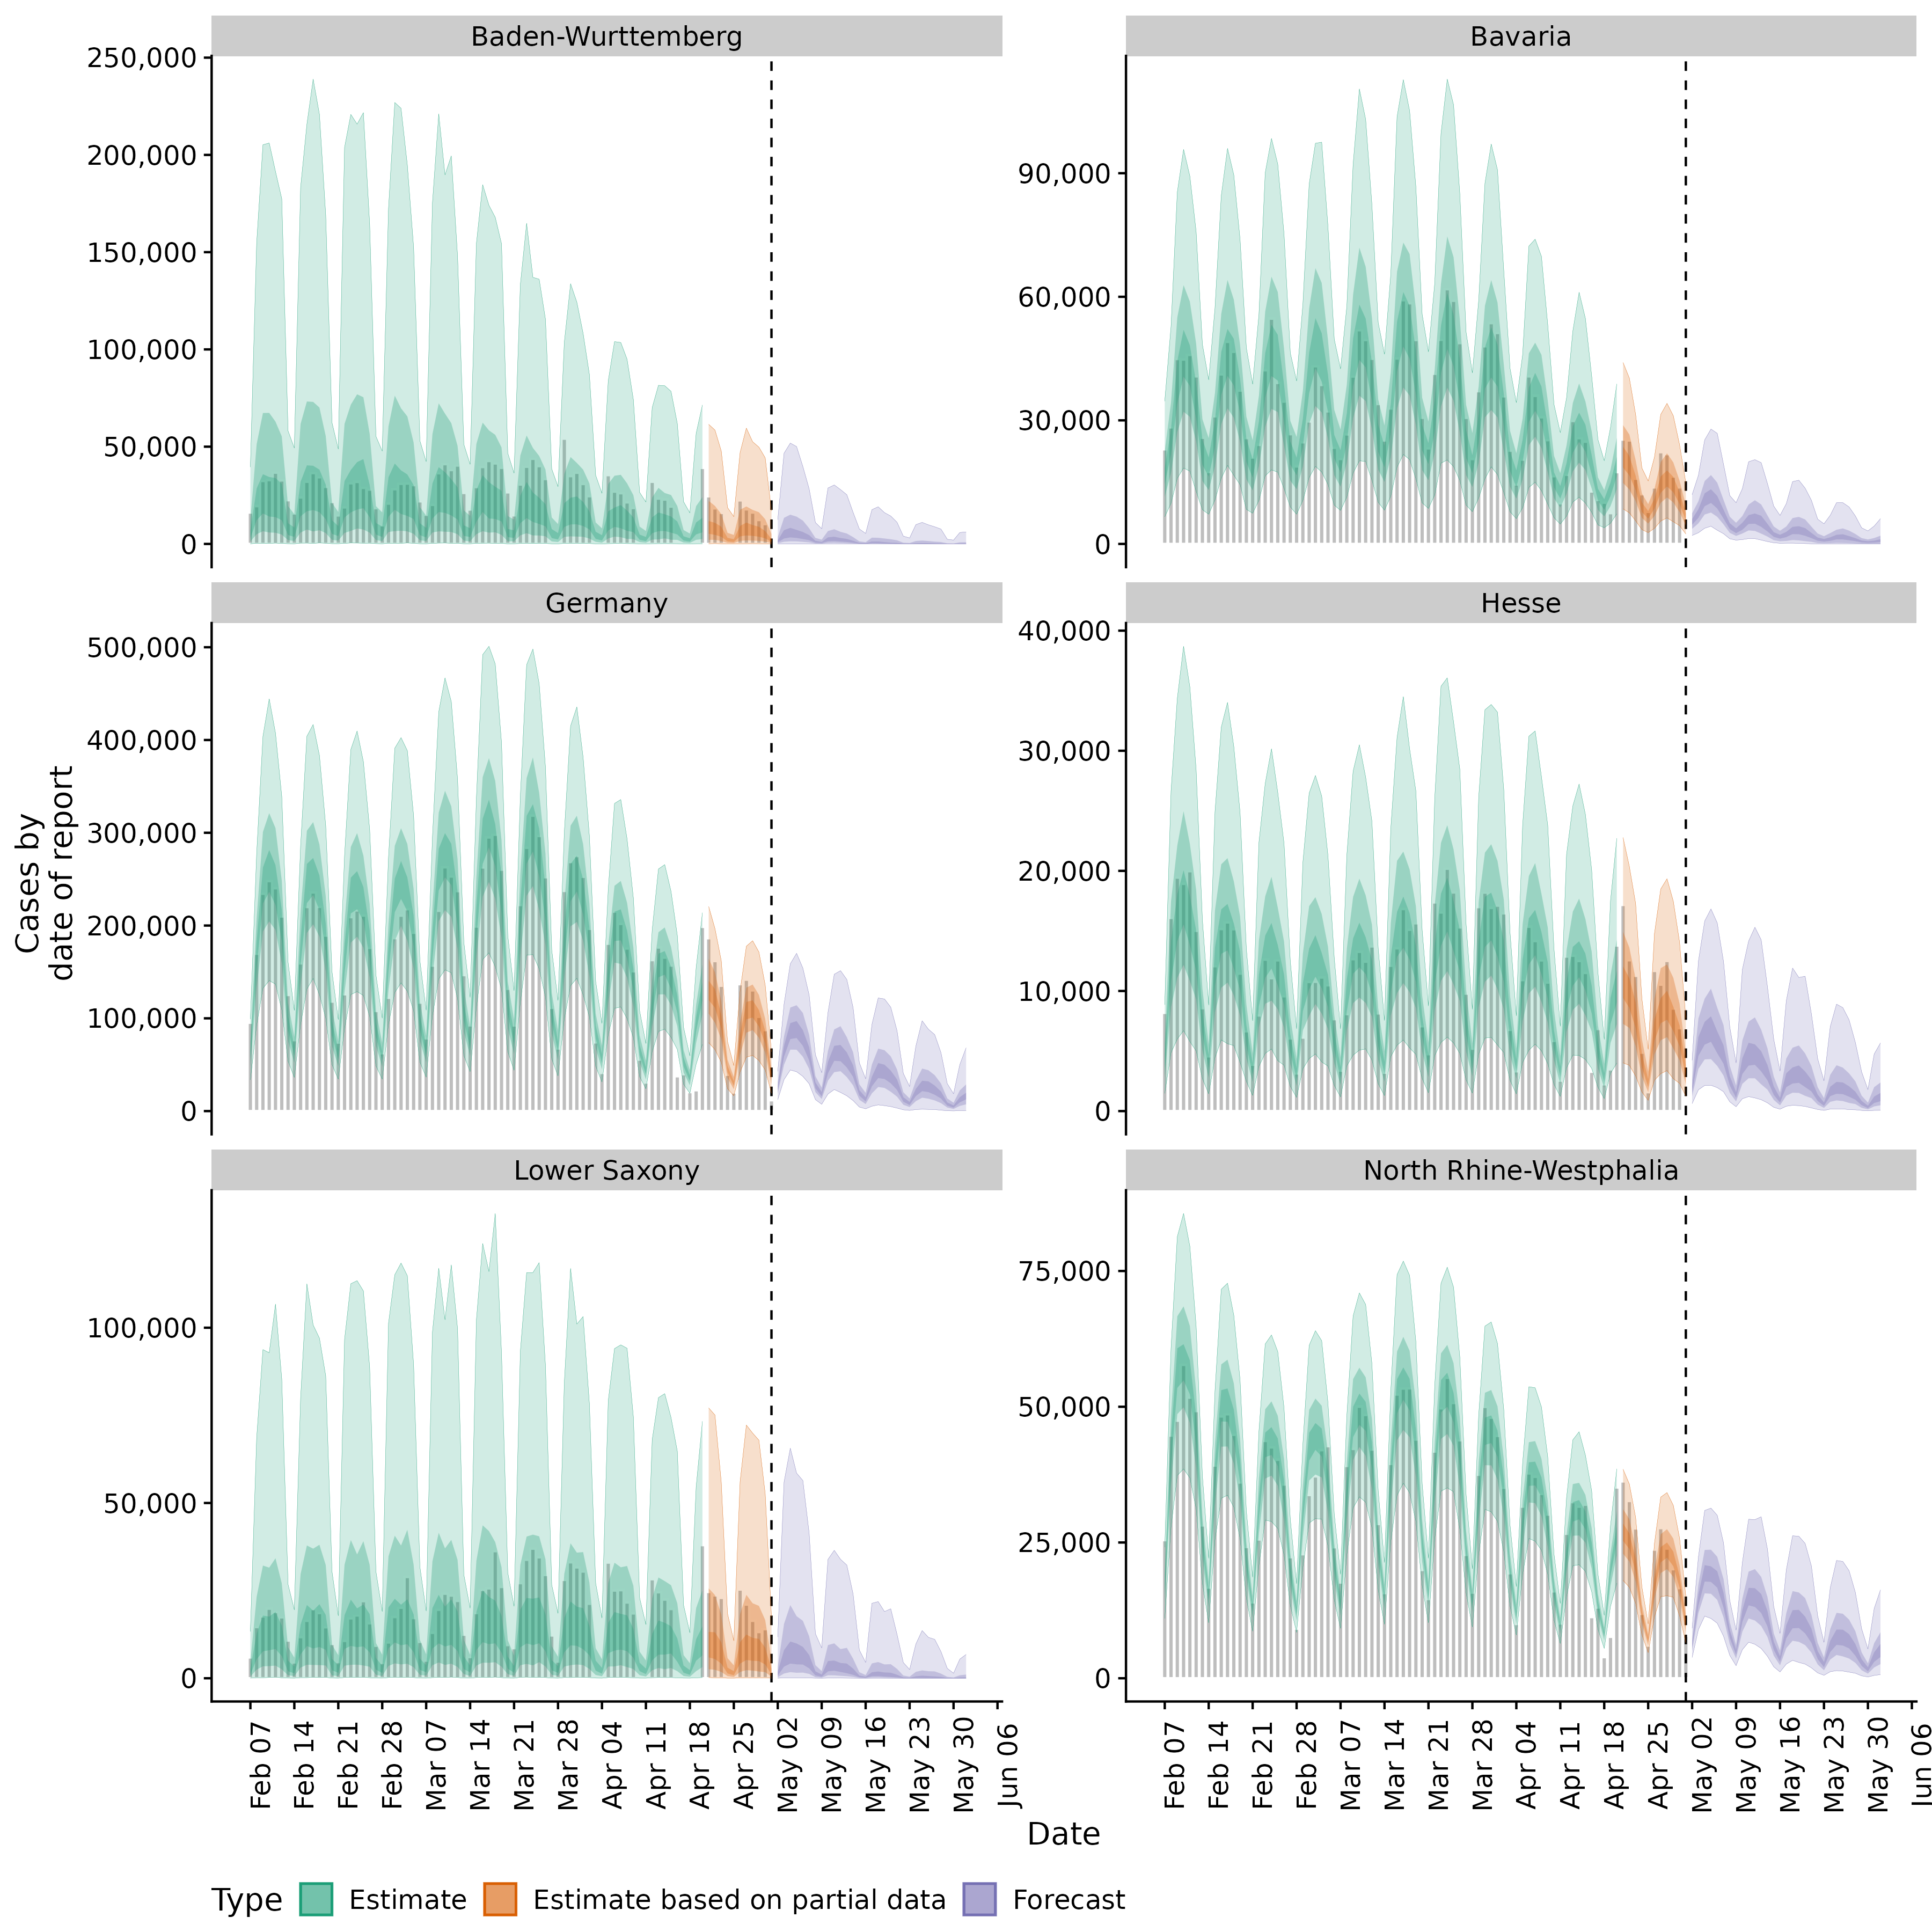 Baden-Wurttemberg
Bavaria
250,000
200,000
150,000
100,000
50,000
0
90,000
60,000
30,000
0
Germany
Hesse
500,000
400,000
300,000
200,000
100,000
0
40,000
30,000
20,000
10,000
0
Cases by
date of report
Lower Saxony
North Rhine-Westphalia
100,000
50,000
0
75,000
50,000
25,000
0
Feb 07
Feb 14
Feb 21
Feb 28
Mar 07
Mar 14
Mar 21
Mar 28
Apr 04
Apr 11
Apr 18
Apr 25
May 02
May 09
May 16
May 23
May 30
Jun 06
Feb 07
Feb 14
Feb 21
Feb 28
Mar 07
Mar 14
Mar 21
Mar 28
Apr 04
Apr 11
Apr 18
Apr 25
May 02
May 09
May 16
May 23
May 30
Jun 06
Date
Type Estimate Estimate based on partial data Forecast